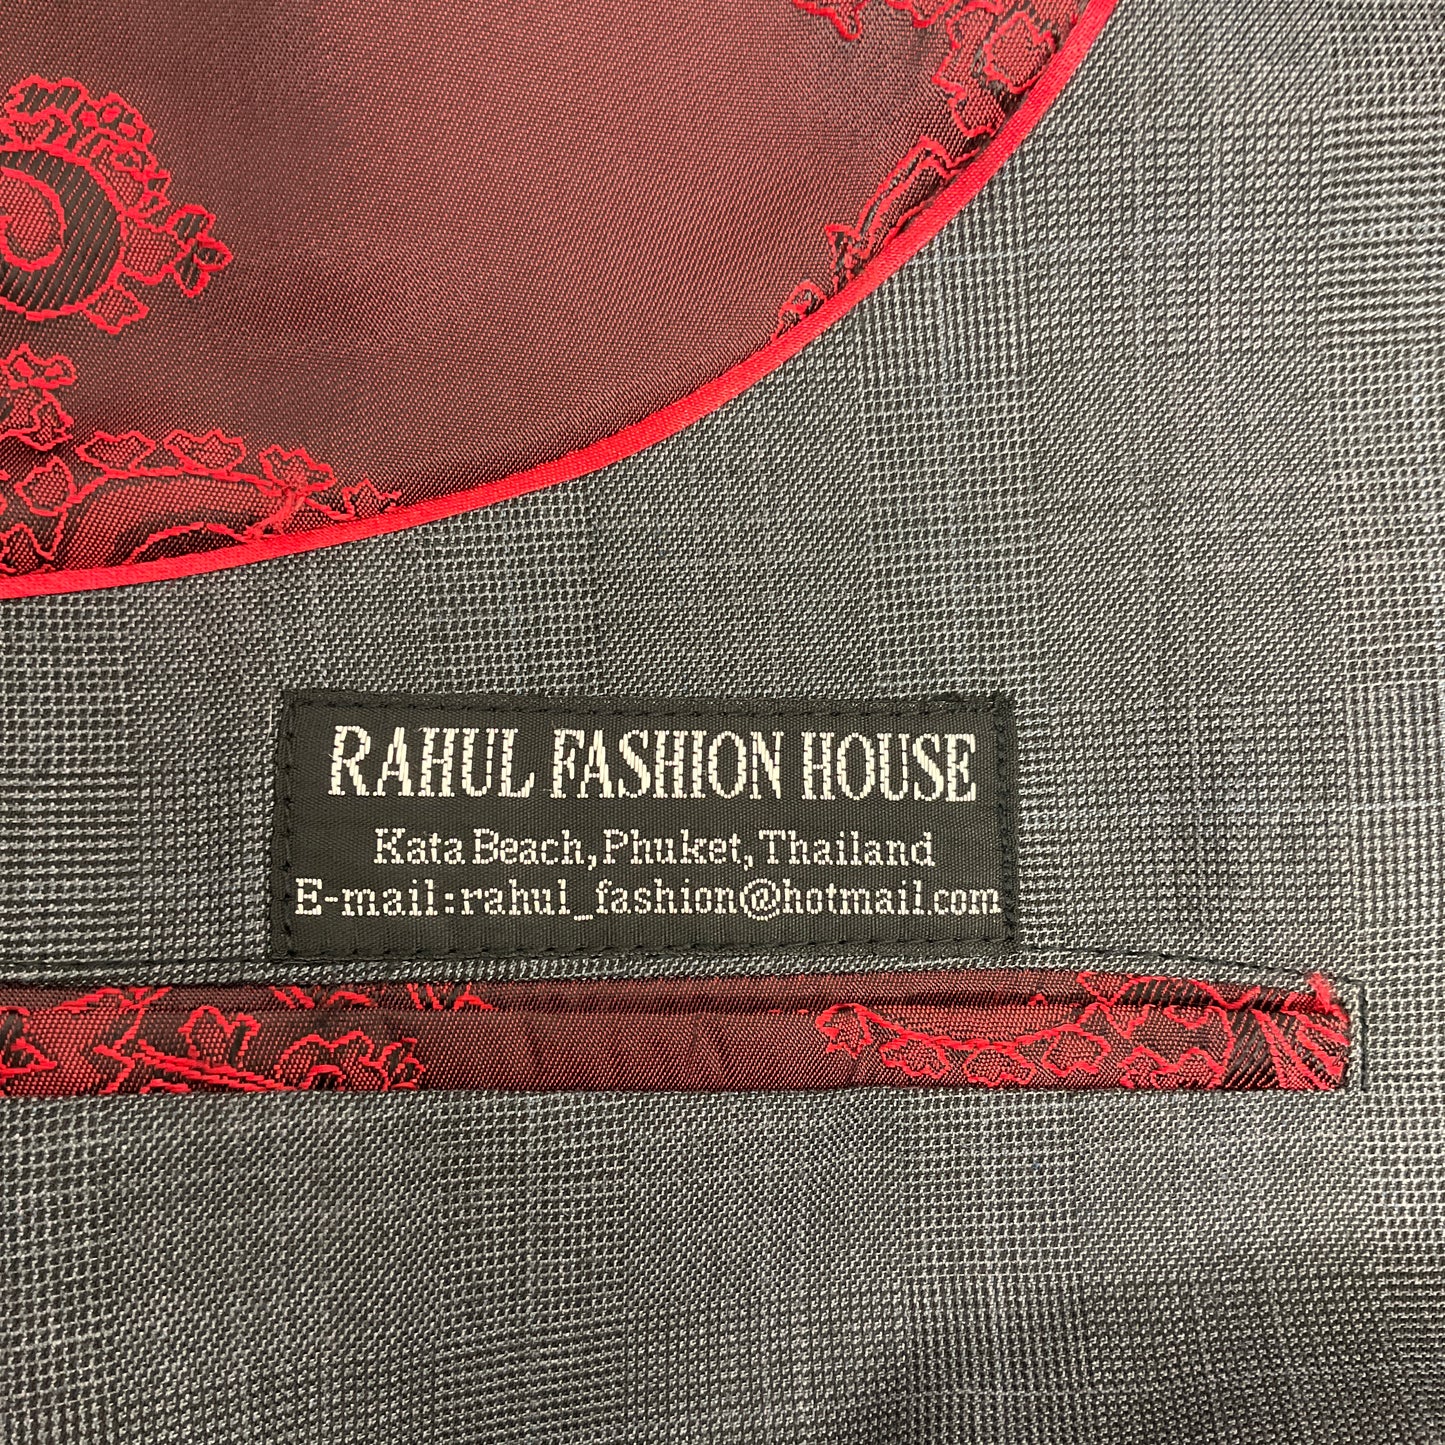 RAHUL FASHION HOUSE
Kata Beach, Phuket, Thailand
E-mail:rahul_fashion@hotmail.com